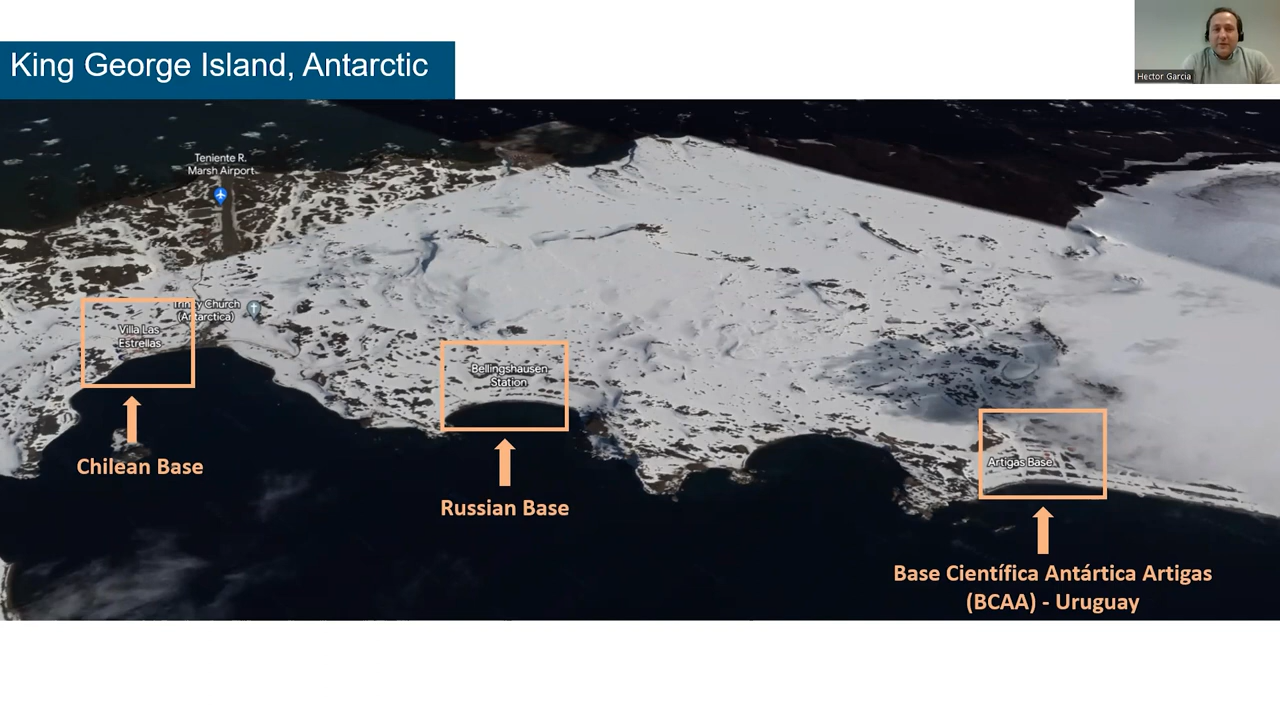 King George Island, Antarctic
Hector Garcia
Teniente R.
Marsh Airport
Trinity Church
(Antarctica)
Villa Las
Estrellas
Bellingshausen
Station
Artigas Base
Chilean Base
Russian Base
Base Científica Antártica Artigas
(BCAA) - Uruguay